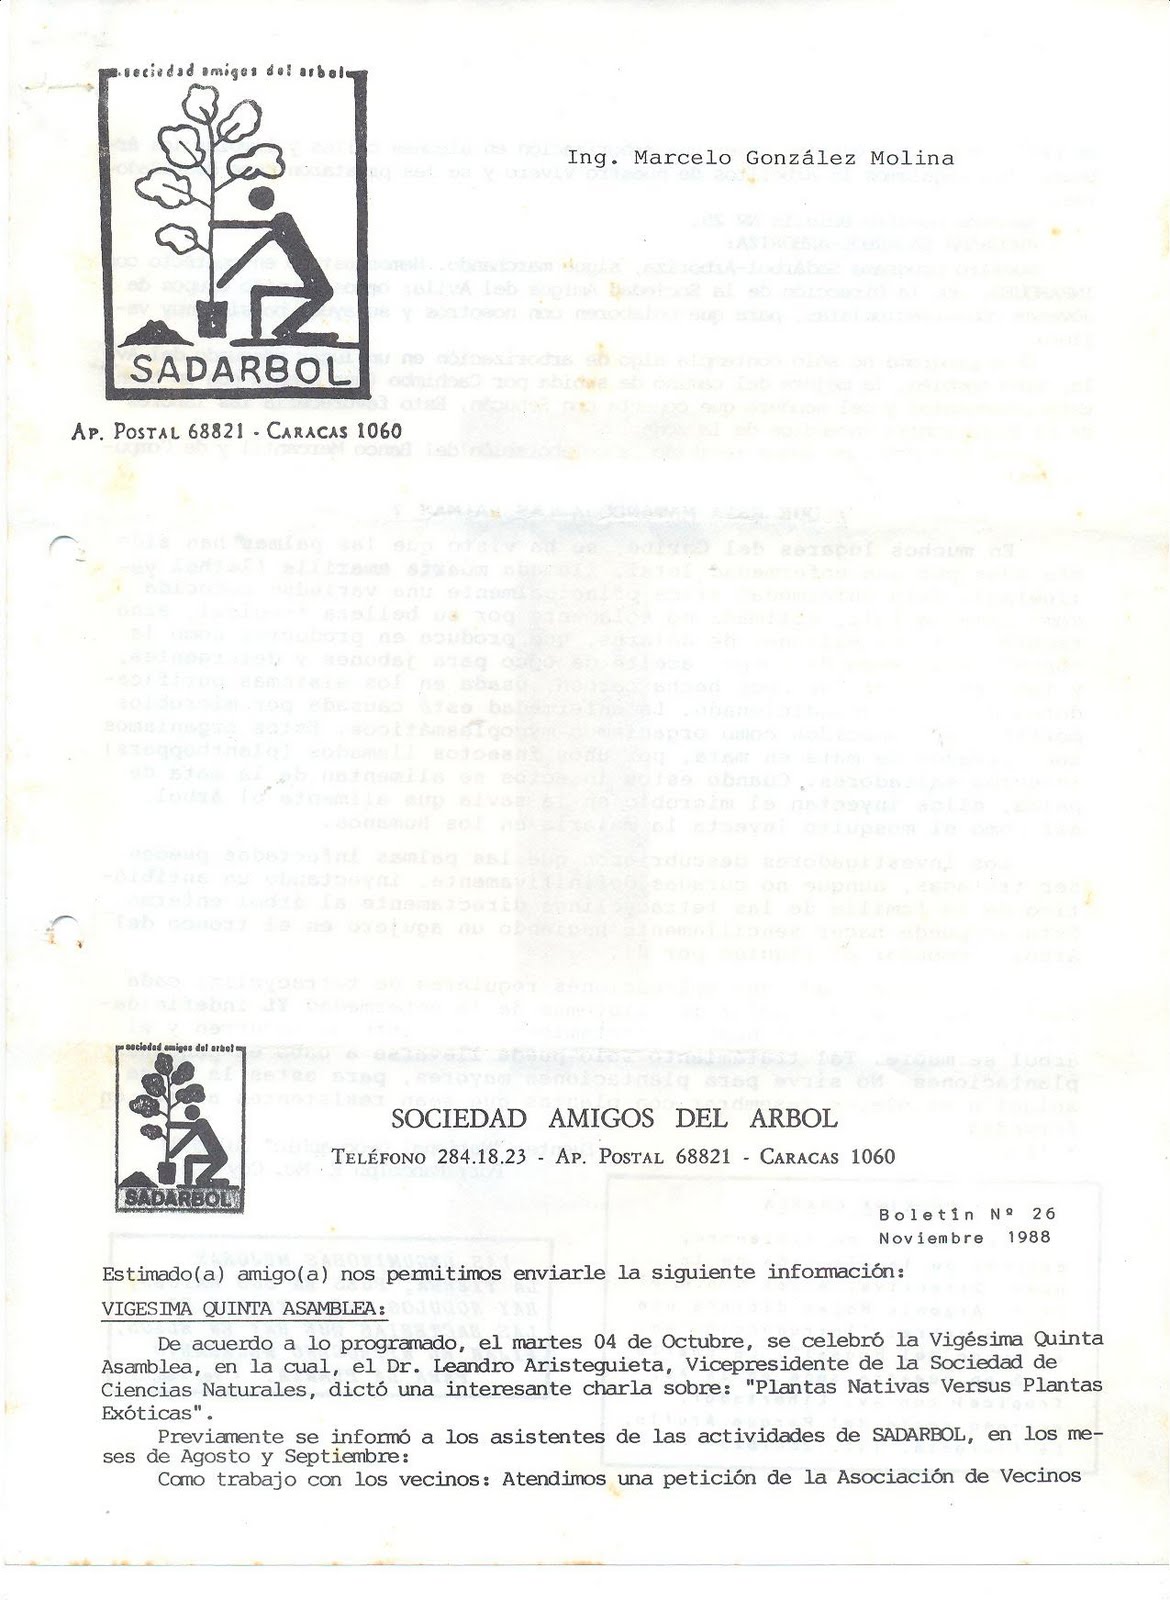 sociedad amigos del arbol
SADARBOL
Ing. Marcelo González Molina
AP. POSTAL 68821 - CARACAS 1060
sociedad amigos del arbol
SADARBOL
SOCIEDAD AMIGOS DEL ARBOL
TELÉFONO 284.18.23 - AP. POSTAL 68821 - CARACAS 1060
Boletín Nº 26
Noviembre 1988
Estimado(a) amigo(a) nos permitimos enviarle la siguiente información:
VIGESIMA QUINTA ASAMBLEA:
De acuerdo a lo programado, el martes 04 de Octubre, se celebró la Vigésima Quinta
Asamblea, en la cual, el Dr. Leandro Aristeguieta, Vicepresidente de la Sociedad de
Ciencias Naturales, dictó una interesante charla sobre: "Plantas Nativas Versus Plantas
Exóticas".
Previamente se informó a los asistentes de las actividades de SADARBOL, en los me-
ses de Agosto y Septiembre:
Como trabajo con los vecinos: Atendimos una petición de la Asociación de Vecinos